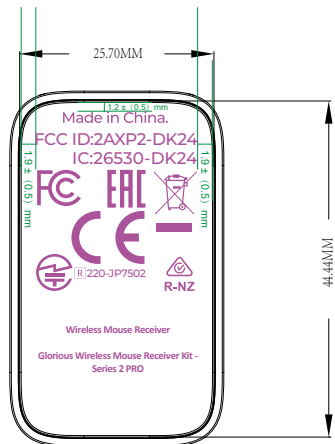 25.70MM
1.2 ± (0.5) mm
Made in China.
FCC ID:2AXP2-DK24
IC:26530-DK24
1.9 ± (0.5) mm
1.9 ± (0.5) mm
FC
EAC
CE
R 220-JP7502
R-NZ
44.44MM
Wireless Mouse Receiver
Glorious Wireless Mouse Receiver Kit -
Series 2 PRO